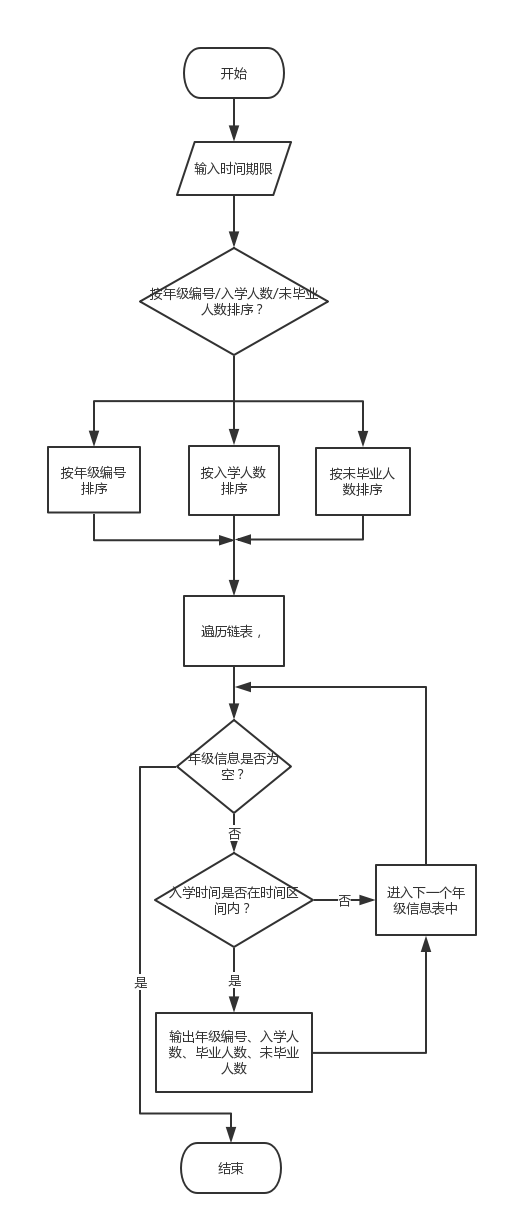 开始
输入时间期限
按年级编号/入学人数/未毕业
人数排序？
按年级编号
排序
按入学人数
排序
按未毕业人
数排序
遍历链表，
年级信息是否为
空？
否
入学时间是否在时间区
间内？
否
进入下一个年
级信息表中
是
是
输出年级编号、入学人
数、毕业人数、未毕业
人数
结束